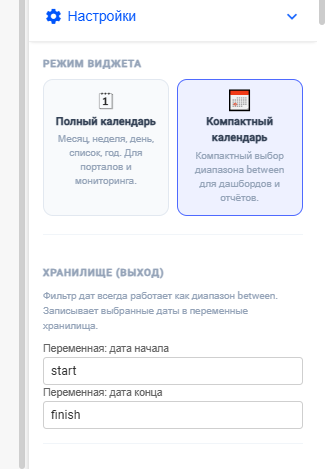 Настройки
РЕЖИМ ВИДЖЕТА
1
Полный календарь
Месяц, неделя, день,
список, год. Для
порталов и
мониторинга.
Компактный
календарь
Компактный выбор
диапазона between
для дашбордов и
отчётов.
ХРАНИЛИЩЕ (ВЫХОД)
Фильтр дат всегда работает как диапазон between.
Записывает выбранные даты в переменные
хранилища.
Переменная: дата начала
start
Переменная: дата конца
finish